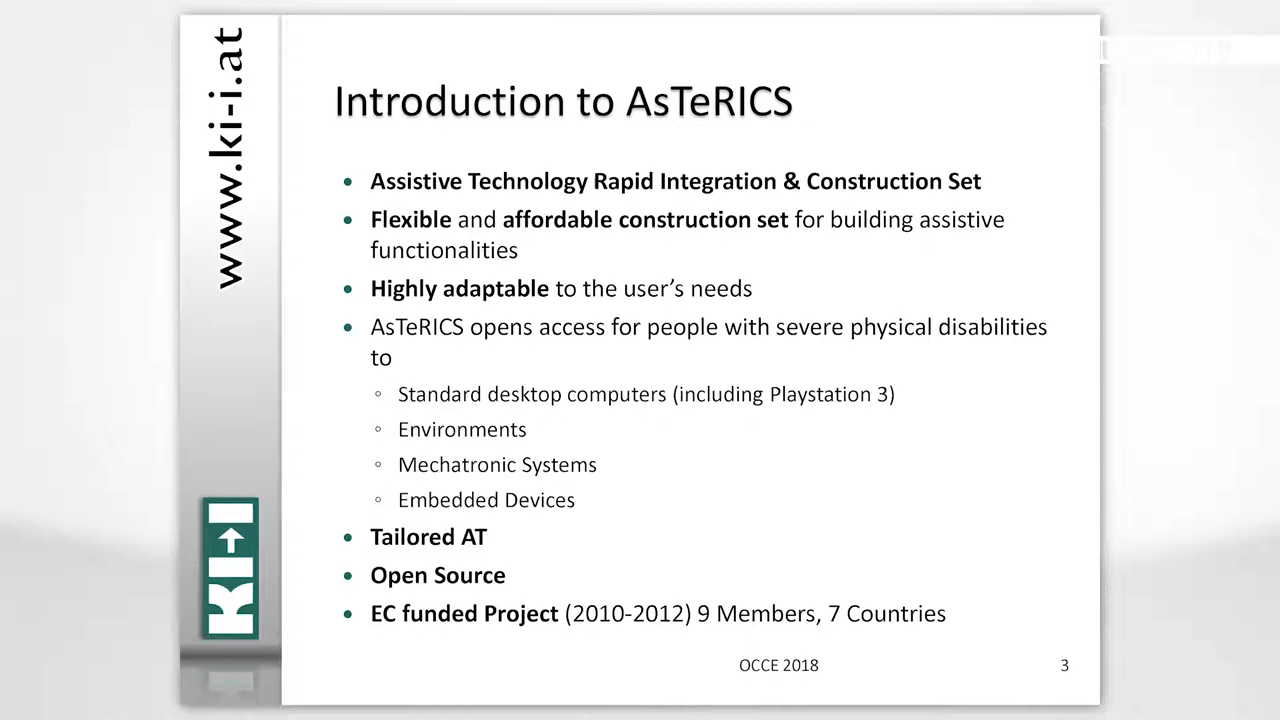 www.ki-i.at
Introduction to AsTeRICS
• Assistive Technology Rapid Integration & Construction Set
• Flexible and affordable construction set for building assistive
functionalities
• Highly adaptable to the user's needs
• AsTeRICS opens access for people with severe physical disabilities
to
◦ Standard desktop computers (including Playstation 3)
◦ Environments
◦ Mechatronic Systems
◦ Embedded Devices
• Tailored AT
• Open Source
• EC funded Project (2010-2012) 9 Members, 7 Countries
KI-I
OCCE 2018
3